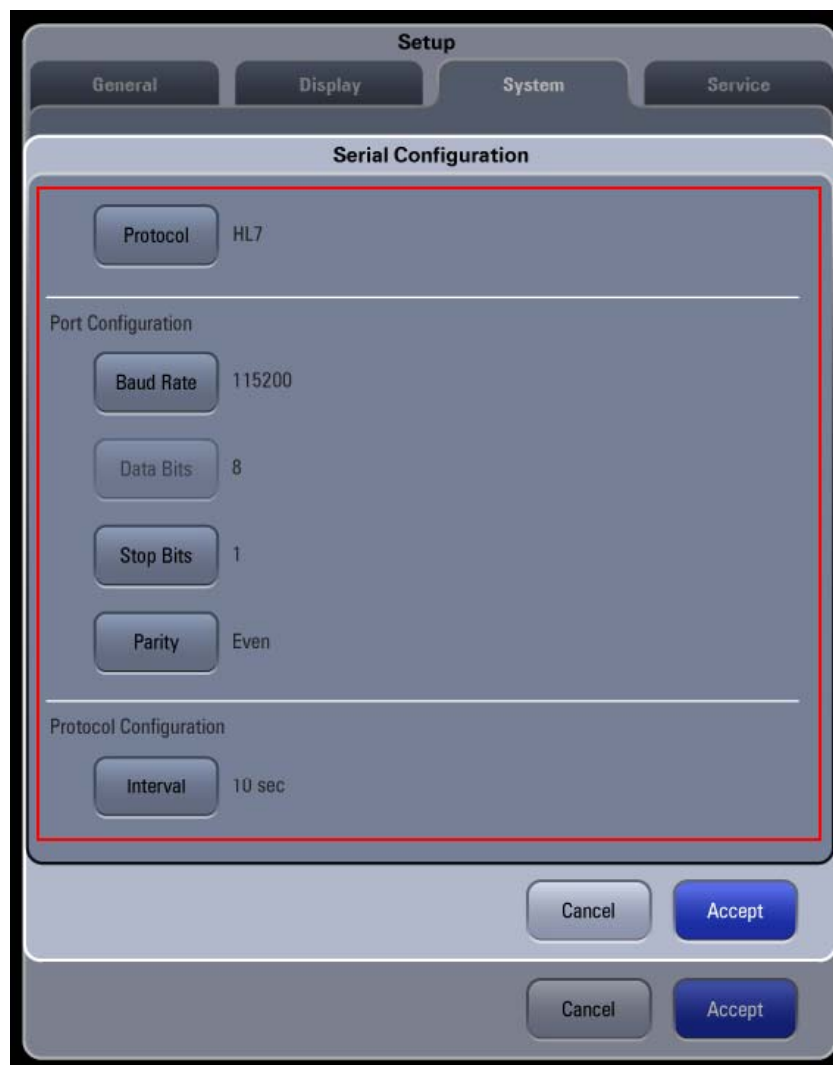 Setup
General Display System Service
Serial Configuration
Protocol HL7
Port Configuration
Baud Rate 115200
Data Bits 8
Stop Bits 1
Parity Even
Protocol Configuration
Interval 10 sec
Cancel Accept
Cancel Accept